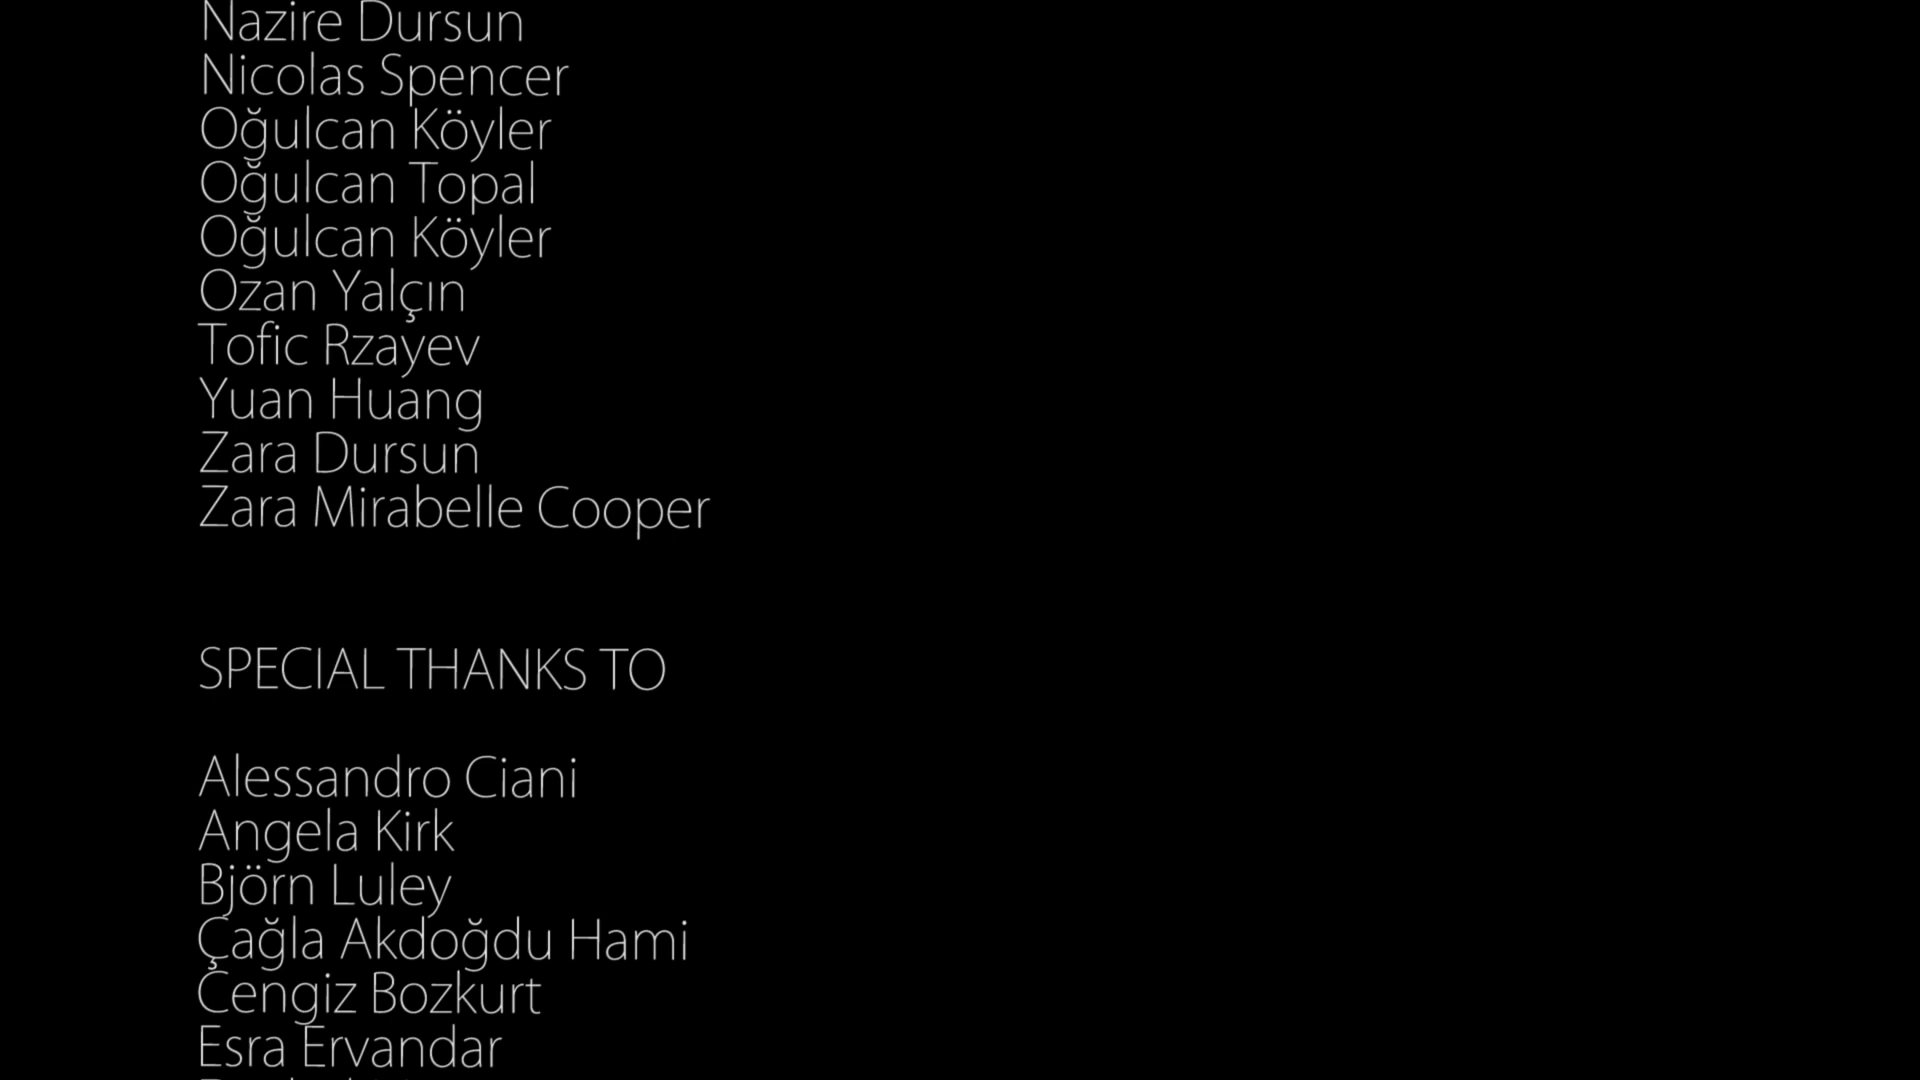 Nazire Dursun
Nicolas Spencer
Oğulcan Köyler
Oğulcan Topal
Oğulcan Köyler
Ozan Yalçın
Tofic Rzayev
Yuan Huang
Zara Dursun
Zara Mirabelle Cooper
SPECIAL THANKS TO
Alessandro Ciani
Angela Kirk
Björn Luley
Çağla Akdoğdu Hami
Cengiz Bozkurt
Esra Ervandar